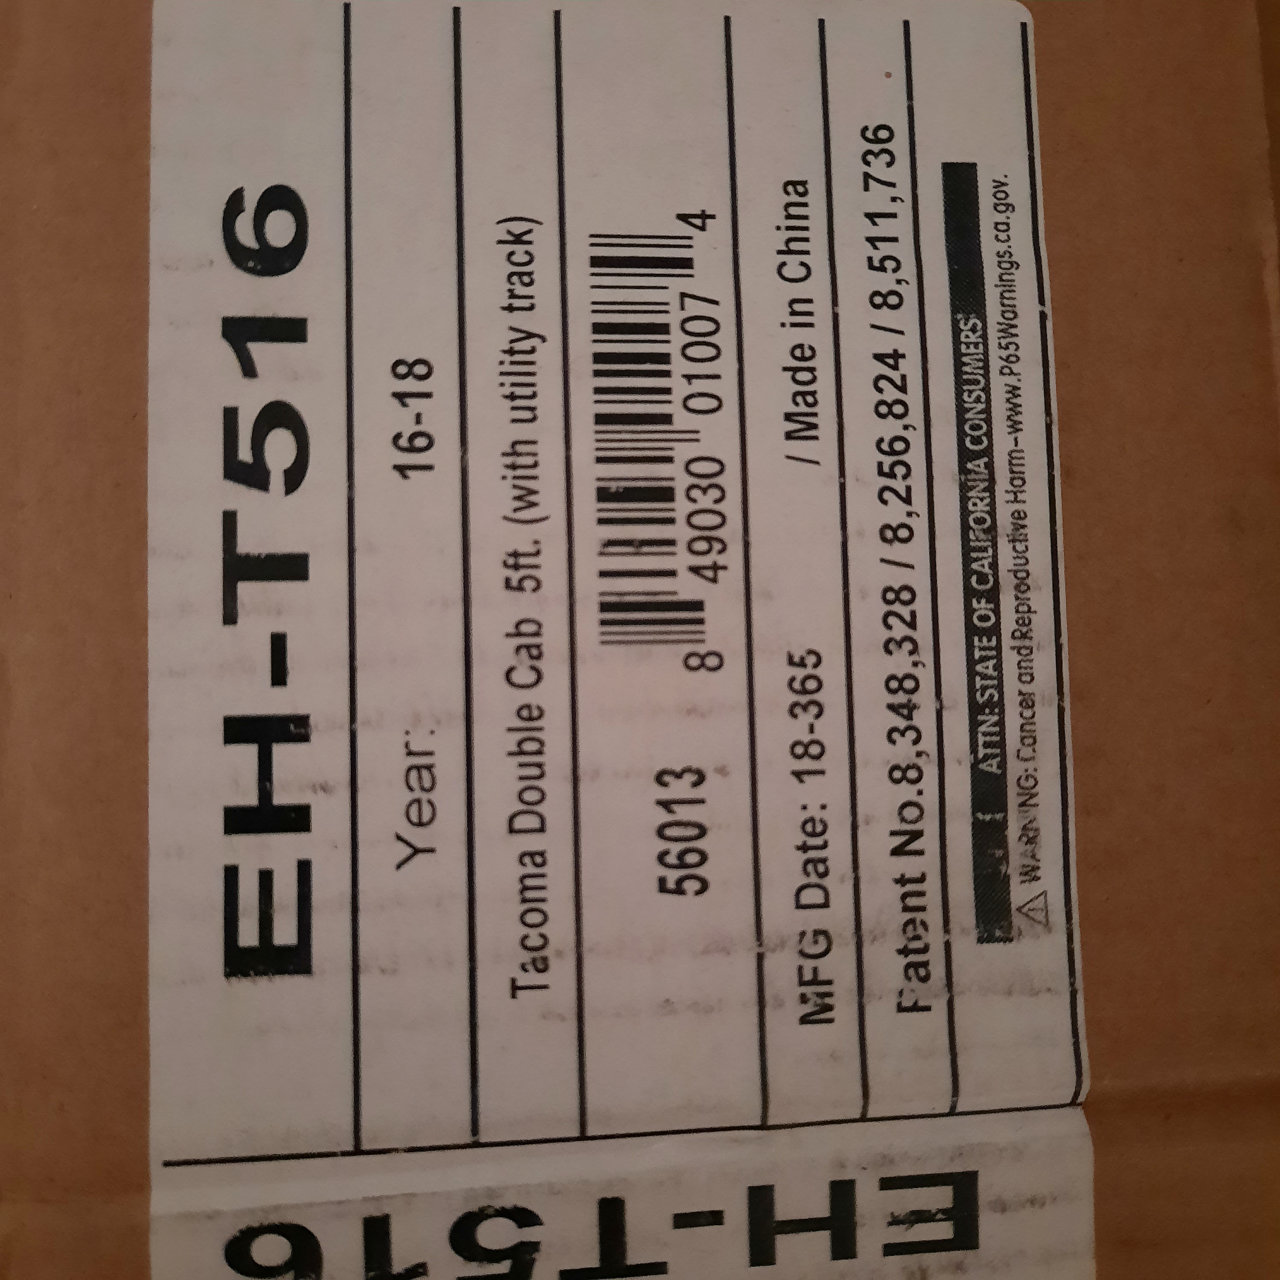 EH-T516
Year: 16-18
Tacoma Double Cab 5ft. (with utility track)
56013
8 49030 01007 4
MFG Date: 18-365 / Made in China
Patent No.8,348,328 / 8,256,824 / 8,511,736
ATTN:STATE OF CALIFORNIA CONSUMERS'
⚠ WARNING: Cancer and Reproductive Harm-www.P65Warnings.ca.gov.
EH-T516